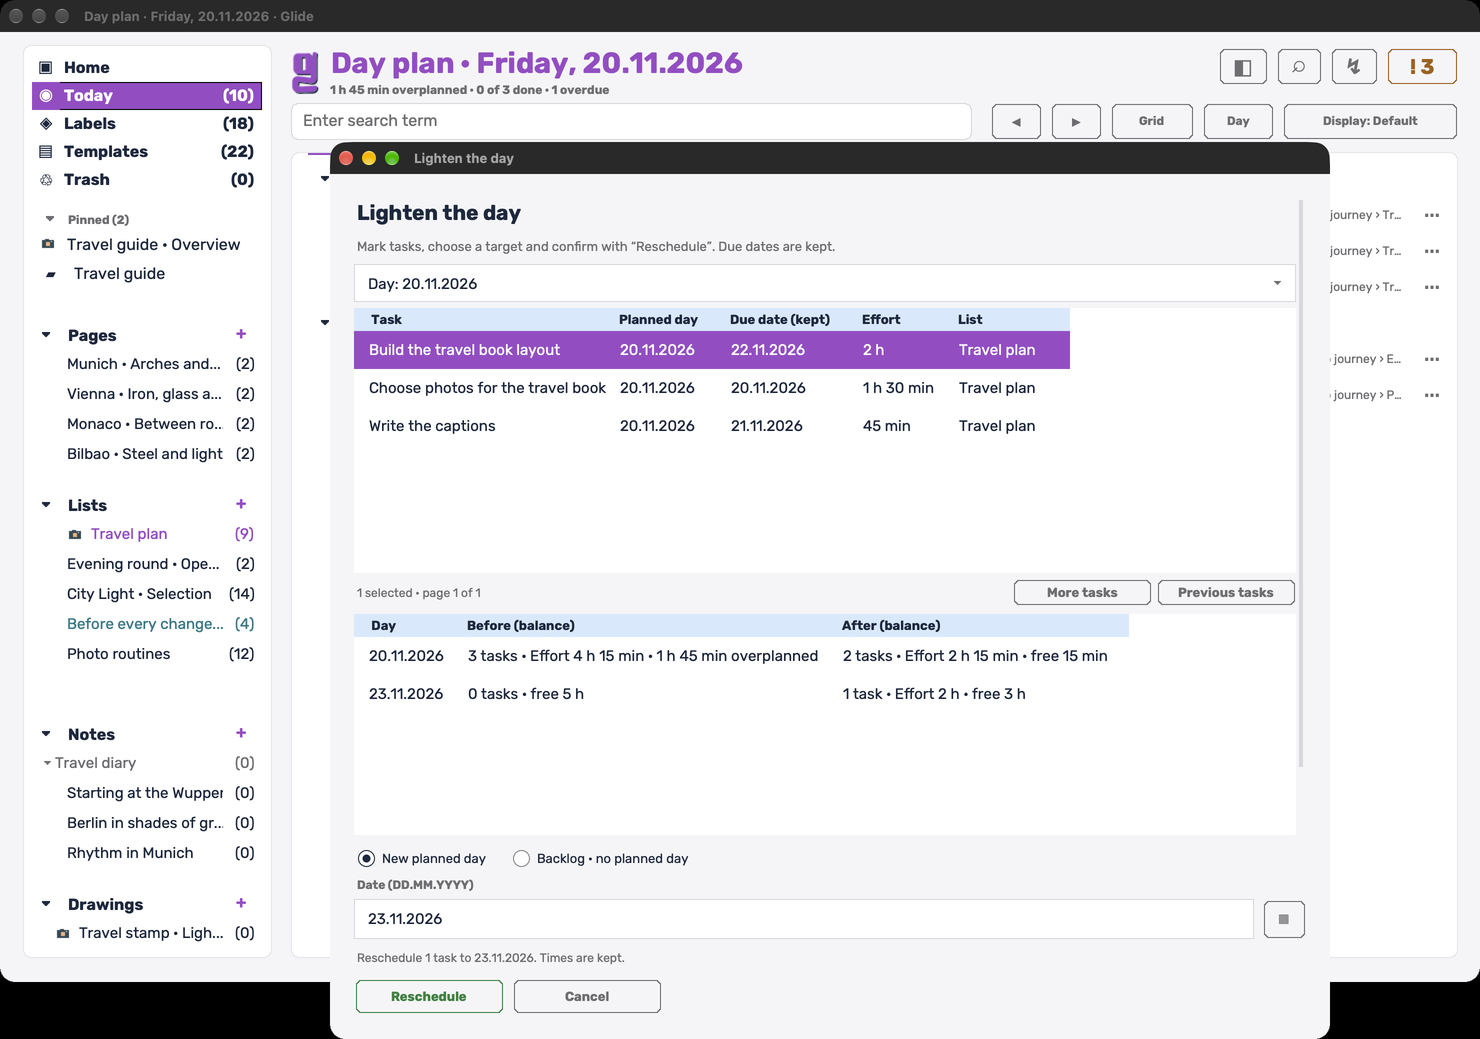 Day plan · Friday, 20.11.2026 · Glide
Home
Today (10)
Labels (18)
Templates (22)
Trash (0)
Pinned (2)
Travel guide • Overview
Travel guide
Pages +
Munich • Arches and... (2)
Vienna • Iron, glass a... (2)
Monaco • Between ro... (2)
Bilbao • Steel and light (2)
Lists +
Travel plan (9)
Evening round • Ope... (2)
City Light • Selection (14)
Before every change... (4)
Photo routines (12)
Notes +
Travel diary (0)
Starting at the Wupper (0)
Berlin in shades of gr... (0)
Rhythm in Munich (0)
Drawings +
Travel stamp • Ligh... (0)
g
Day plan • Friday, 20.11.2026
1 h 45 min overplanned • 0 of 3 done • 1 overdue
! 3
Enter search term
Grid
Day
Display: Default
journey › Tr...
journey › Tr...
journey › Tr...
journey › E...
journey › P...
Lighten the day
Lighten the day
Mark tasks, choose a target and confirm with “Reschedule”. Due dates are kept.
Day: 20.11.2026
Task Planned day Due date (kept) Effort List
Build the travel book layout 20.11.2026 22.11.2026 2 h Travel plan
Choose photos for the travel book 20.11.2026 20.11.2026 1 h 30 min Travel plan
Write the captions 20.11.2026 21.11.2026 45 min Travel plan
1 selected • page 1 of 1
More tasks
Previous tasks
Day Before (balance) After (balance)
20.11.2026 3 tasks • Effort 4 h 15 min • 1 h 45 min overplanned 2 tasks • Effort 2 h 15 min • free 15 min
23.11.2026 0 tasks • free 5 h 1 task • Effort 2 h • free 3 h
New planned day
Backlog • no planned day
Date (DD.MM.YYYY)
23.11.2026
Reschedule 1 task to 23.11.2026. Times are kept.
Reschedule
Cancel